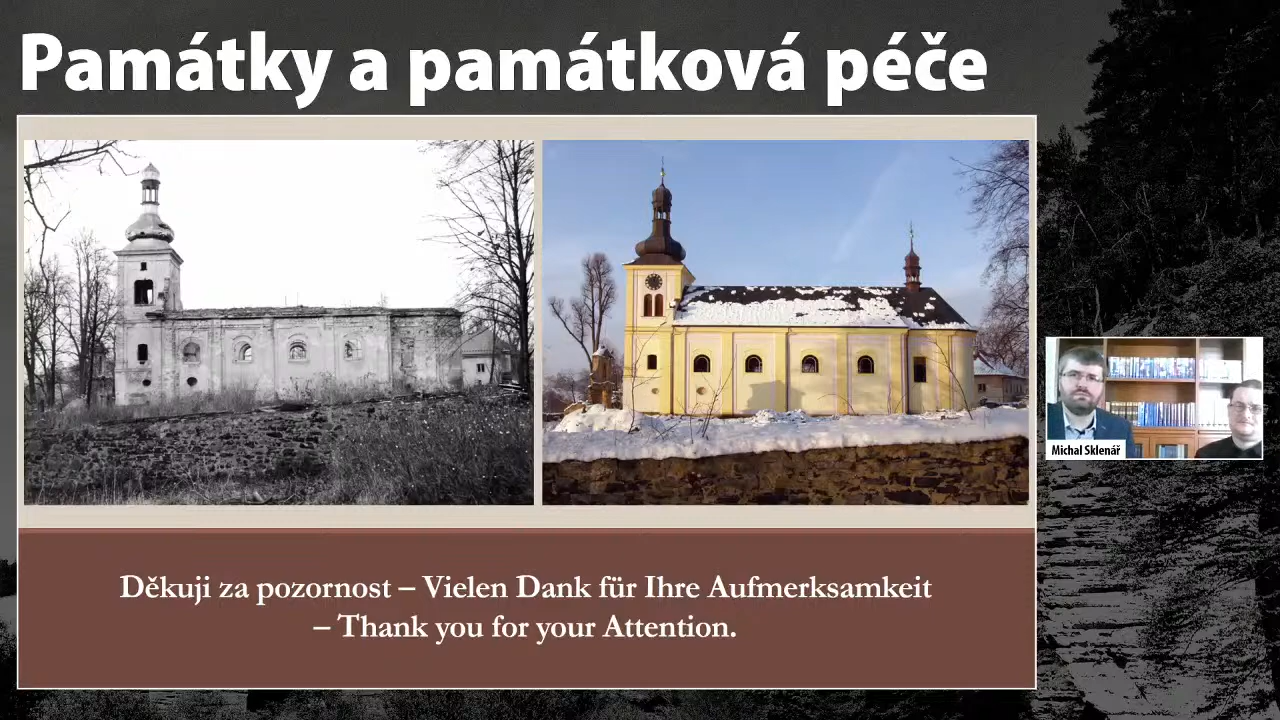 Památky a památková péče
Michal Sklenář
Děkuji za pozornost – Vielen Dank für Ihre Aufmerksamkeit
– Thank you for your Attention.